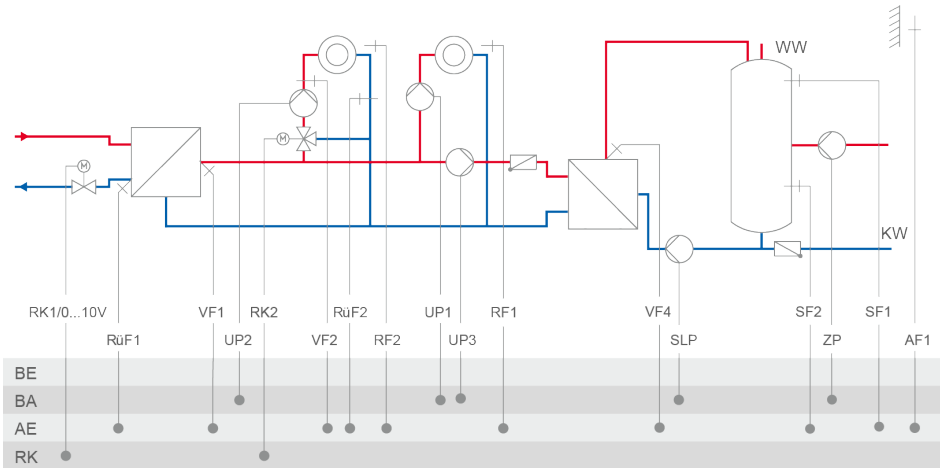 WW
M
M
KW
RK1/0...10V VF1 RK2 RüF2 UP1 RF1 VF4 SF2 SF1
RüF1 UP2 VF2 RF2 UP3 SLP ZP AF1
BE
BA
AE
RK